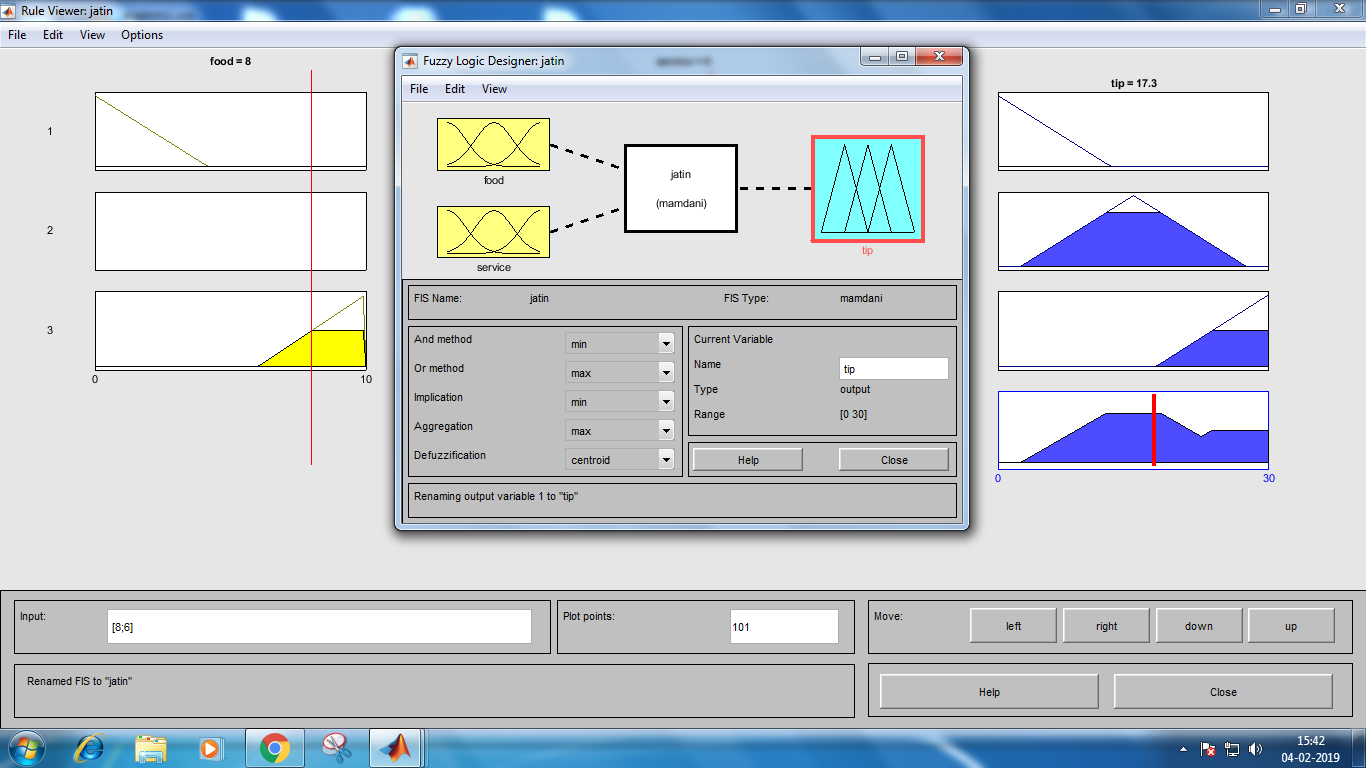 Rule Viewer: jatin
File Edit View Options
food = 8
tip = 17.3
1
2
3
0
10
0
30
Fuzzy Logic Designer: jatin
File Edit View
food
service
jatin
(mamdani)
tip
FIS Name: jatin FIS Type: mamdani
And method min
Or method max
Implication min
Aggregation max
Defuzzification centroid
Current Variable
Name tip
Type output
Range [0 30]
Help Close
Renaming output variable 1 to "tip"
Input: [8;6]
Plot points: 101
Move: left right down up
Renamed FIS to "jatin"
Help Close
15:42
04-02-2019